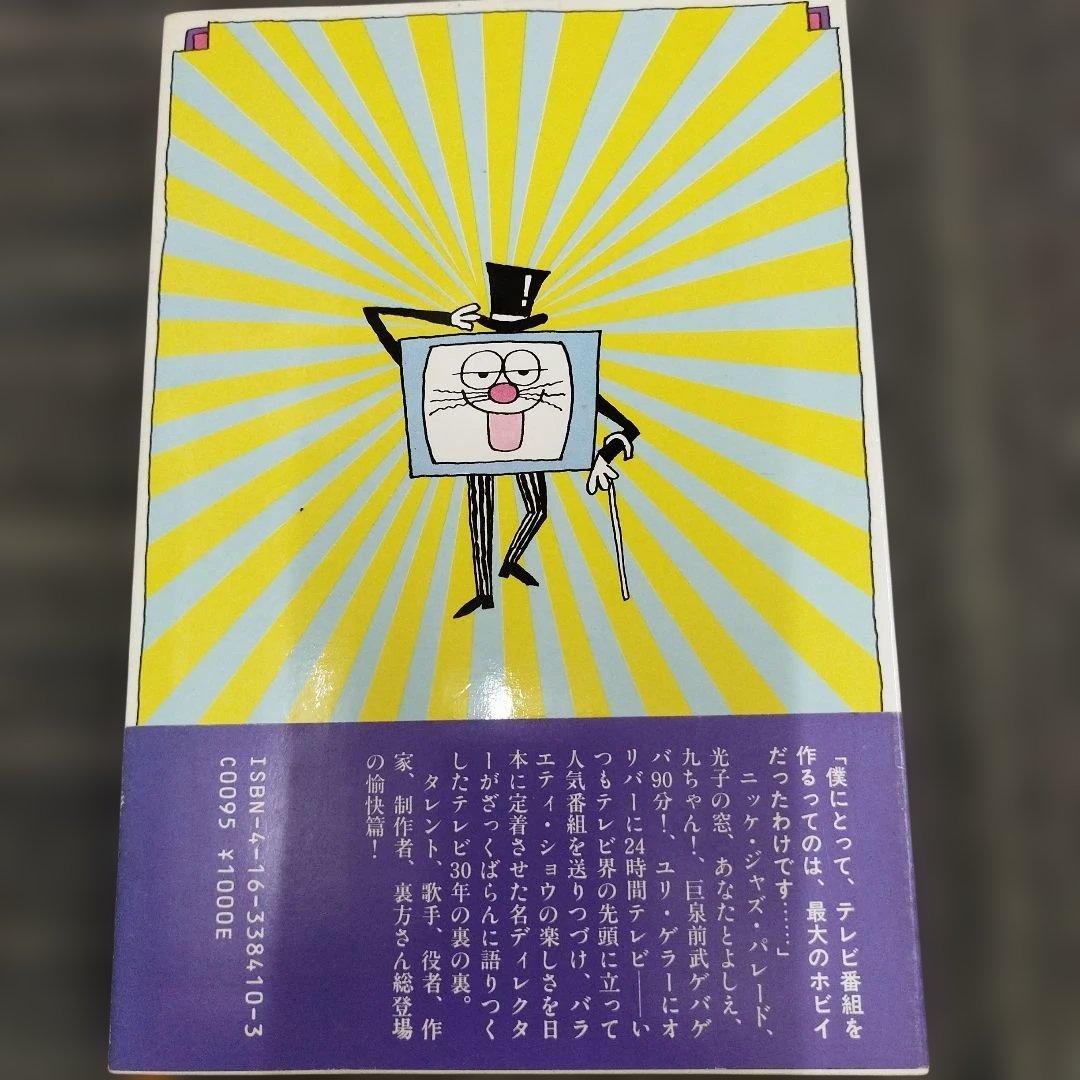 !
「僕にとって、テレビ番組を
作るってのは、最大のホビイ
だったわけです……」
ニッケ・ジャズ・パレード、
光子の窓、あなたとよしえ、
九ちゃん!、巨泉前武ゲバゲ
バ90分!、ユリ・ゲラーにオ
リバーに24時間テレビ――い
つもテレビ界の先頭に立って
人気番組を送りつづけ、バラ
エティ・ショウの楽しさを日
本に定着させた名ディレクタ
ーがざっくばらんに語りつく
したテレビ30年の裏の裏。
タレント、歌手、役者、作
家、制作者、裏方さん総登場
の愉快篇!
ISBN-4-16-338410-3
C0095 ¥1000E